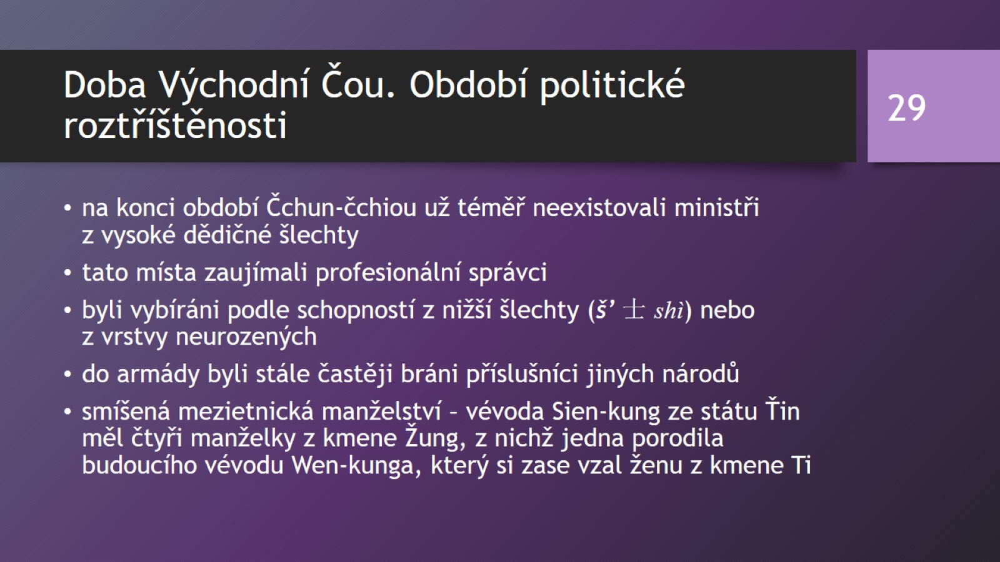 Doba Východní Čou. Období politické
roztříštěnosti
29
• na konci období Čchun-čchiou už téměř neexistovali ministři
z vysoké dědičné šlechty
• tato místa zaujímali profesionální správci
• byli vybíráni podle schopností z nižší šlechty (š’ 士 shì) nebo
z vrstvy neurozených
• do armády byli stále častěji bráni příslušníci jiných národů
• smíšená mezietnická manželství – vévoda Sien-kung ze státu Ťin
měl čtyři manželky z kmene Žung, z nichž jedna porodila
budoucího vévodu Wen-kunga, který si zase vzal ženu z kmene Ti